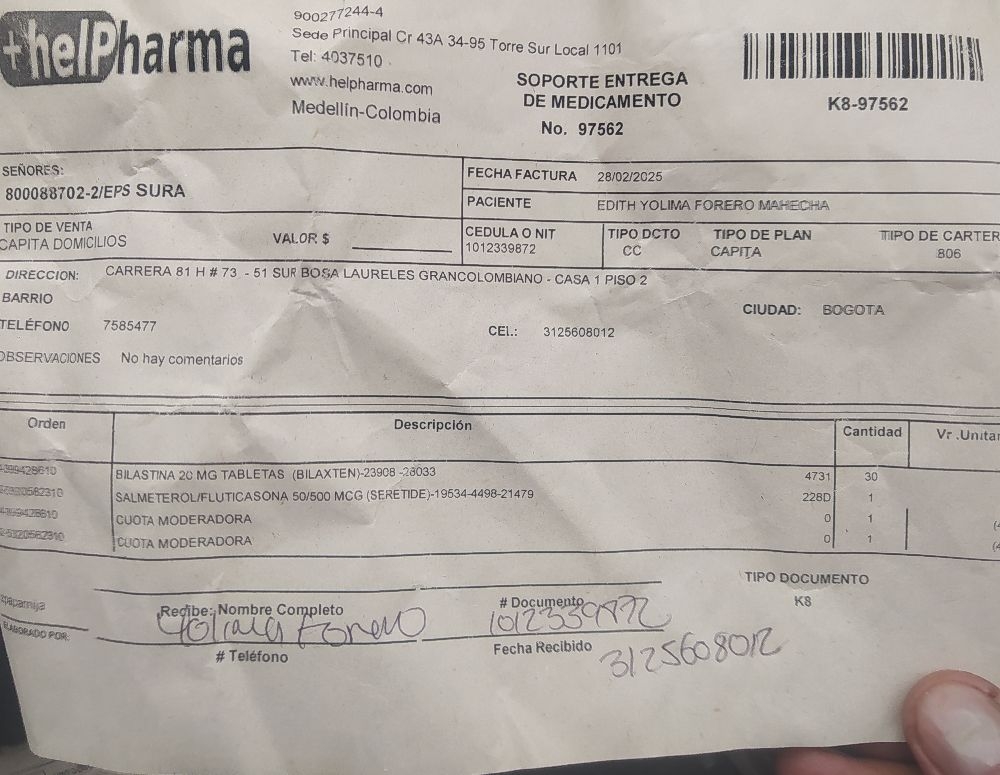 +helPharma
900277244-4
Sede Principal Cr 43A 34-95 Torre Sur Local 1101
Tel: 4037510
www.helpharma.com
Medellín-Colombia
SOPORTE ENTREGA
DE MEDICAMENTO
No. 97562
K8-97562
SEÑORES:
800088702-2/EPS SURA
FECHA FACTURA 28/02/2025
PACIENTE EDITH YOLIMA FORERO MAHECHA
TIPO DE VENTA
CAPITA DOMICILIOS
VALOR $
CEDULA O NIT
1012339872
TIPO DCTO
CC
TIPO DE PLAN
CAPITA
TIPO DE CARTER
806
DIRECCION: CARRERA 81 H # 73 - 51 SUR BOSA LAURELES GRANCOLOMBIANO - CASA 1 PISO 2
BARRIO
CIUDAD: BOGOTA
TELÉFONO 7585477
CEL.: 3125608012
OBSERVACIONES No hay comentarios
Orden Descripción Cantidad Vr .Unitar
BILASTINA 20 MG TABLETAS (BILAXTEN)-23908 -28033 4731 30
SALMETEROL/FLUTICASONA 50/500 MCG (SERETIDE)-19534-4498-21479 228D 1
CUOTA MODERADORA 0 1
CUOTA MODERADORA 0 1
TIPO DOCUMENTO
K8
ELABORADO POR:
Recibe: Nombre Completo
Yolima Forero
# Documento
1012339872
# Teléfono
Fecha Recibido
3125608012